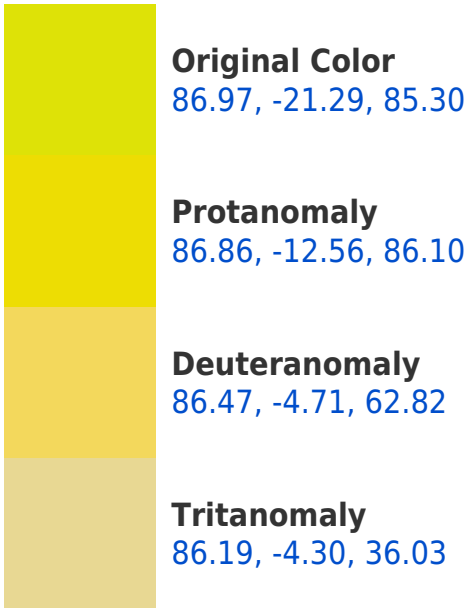 Original Color
86.97, -21.29, 85.30
Protanomaly
86.86, -12.56, 86.10
Deuteranomaly
86.47, -4.71, 62.82
Tritanomaly
86.19, -4.30, 36.03